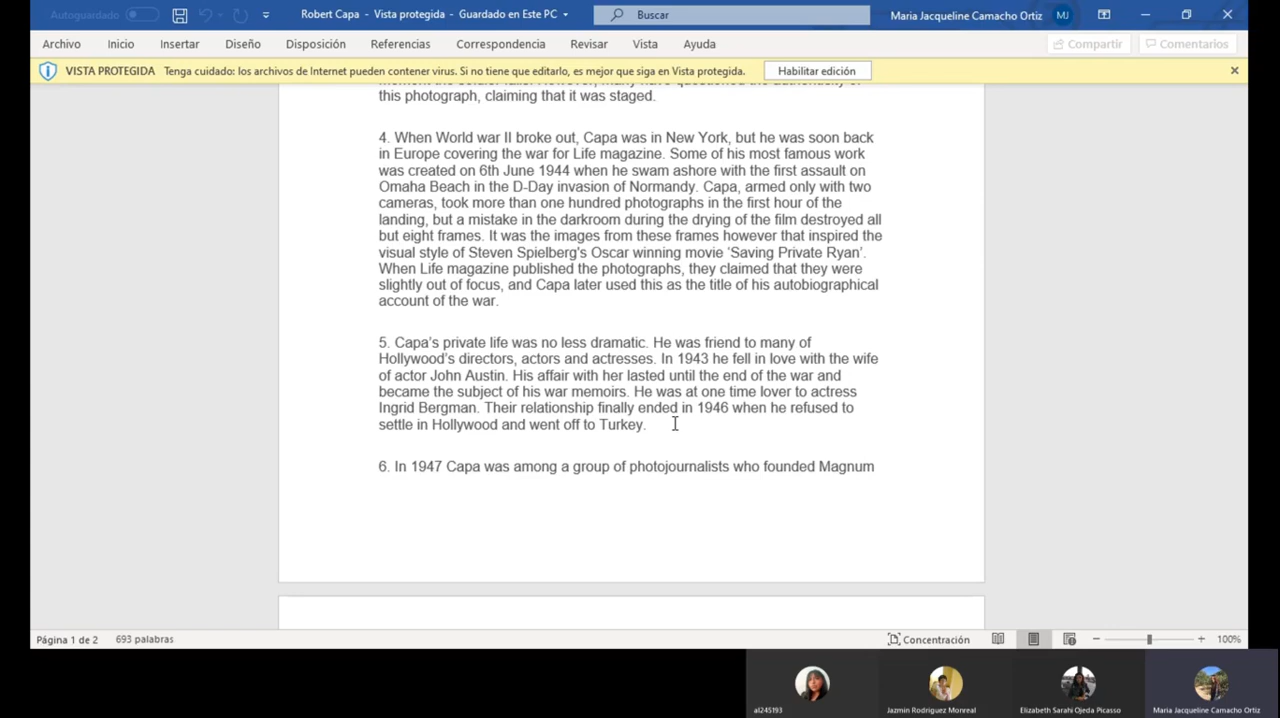 Autoguardado
Robert Capa - Vista protegida - Guardado en Este PC
Buscar
Maria Jacqueline Camacho Ortiz
MJ
Archivo Inicio Insertar Diseño Disposición Referencias Correspondencia Revisar Vista Ayuda
Compartir
Comentarios
VISTA PROTEGIDA Tenga cuidado: los archivos de Internet pueden contener virus. Si no tiene que editarlo, es mejor que siga en Vista protegida.
Habilitar edición
this photograph, claiming that it was staged.
4. When World war II broke out, Capa was in New York, but he was soon back
in Europe covering the war for Life magazine. Some of his most famous work
was created on 6th June 1944 when he swam ashore with the first assault on
Omaha Beach in the D-Day invasion of Normandy. Capa, armed only with two
cameras, took more than one hundred photographs in the first hour of the
landing, but a mistake in the darkroom during the drying of the film destroyed all
but eight frames. It was the images from these frames however that inspired the
visual style of Steven Spielberg's Oscar winning movie ‘Saving Private Ryan’.
When Life magazine published the photographs, they claimed that they were
slightly out of focus, and Capa later used this as the title of his autobiographical
account of the war.
5. Capa’s private life was no less dramatic. He was friend to many of
Hollywood’s directors, actors and actresses. In 1943 he fell in love with the wife
of actor John Austin. His affair with her lasted until the end of the war and
became the subject of his war memoirs. He was at one time lover to actress
Ingrid Bergman. Their relationship finally ended in 1946 when he refused to
settle in Hollywood and went off to Turkey.
6. In 1947 Capa was among a group of photojournalists who founded Magnum
Página 1 de 2 693 palabras
Concentración
100%
al245193
Jazmin Rodriguez Monreal
Elizabeth Sarahi Ojeda Picasso
Maria Jacqueline Camacho Ortiz